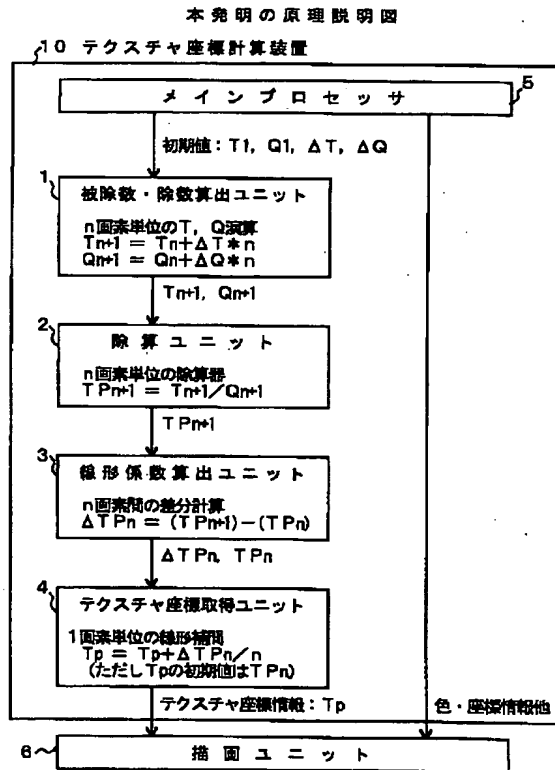 本発明の原理説明図
10 テクスチャ座標計算装置
5
メインプロセッサ
初期値：T1, Q1, ΔT, ΔQ
1
被除数・除数算出ユニット
n画素単位のT, Q演算
Tn+1 = Tn+ΔT*n
Qn+1 = Qn+ΔQ*n
Tn+1, Qn+1
2
除算ユニット
n画素単位の除算器
TPn+1 = Tn+1/Qn+1
TPn+1
3
線形係数算出ユニット
n画素間の差分計算
ΔTPn = (TPn+1)-(TPn)
ΔTPn, TPn
4
テクスチャ座標取得ユニット
1画素単位の線形補間
Tp = Tp+ΔTPn/n
(ただしTpの初期値はTPn)
テクスチャ座標情報：Tp
色・座標情報他
6
描画ユニット